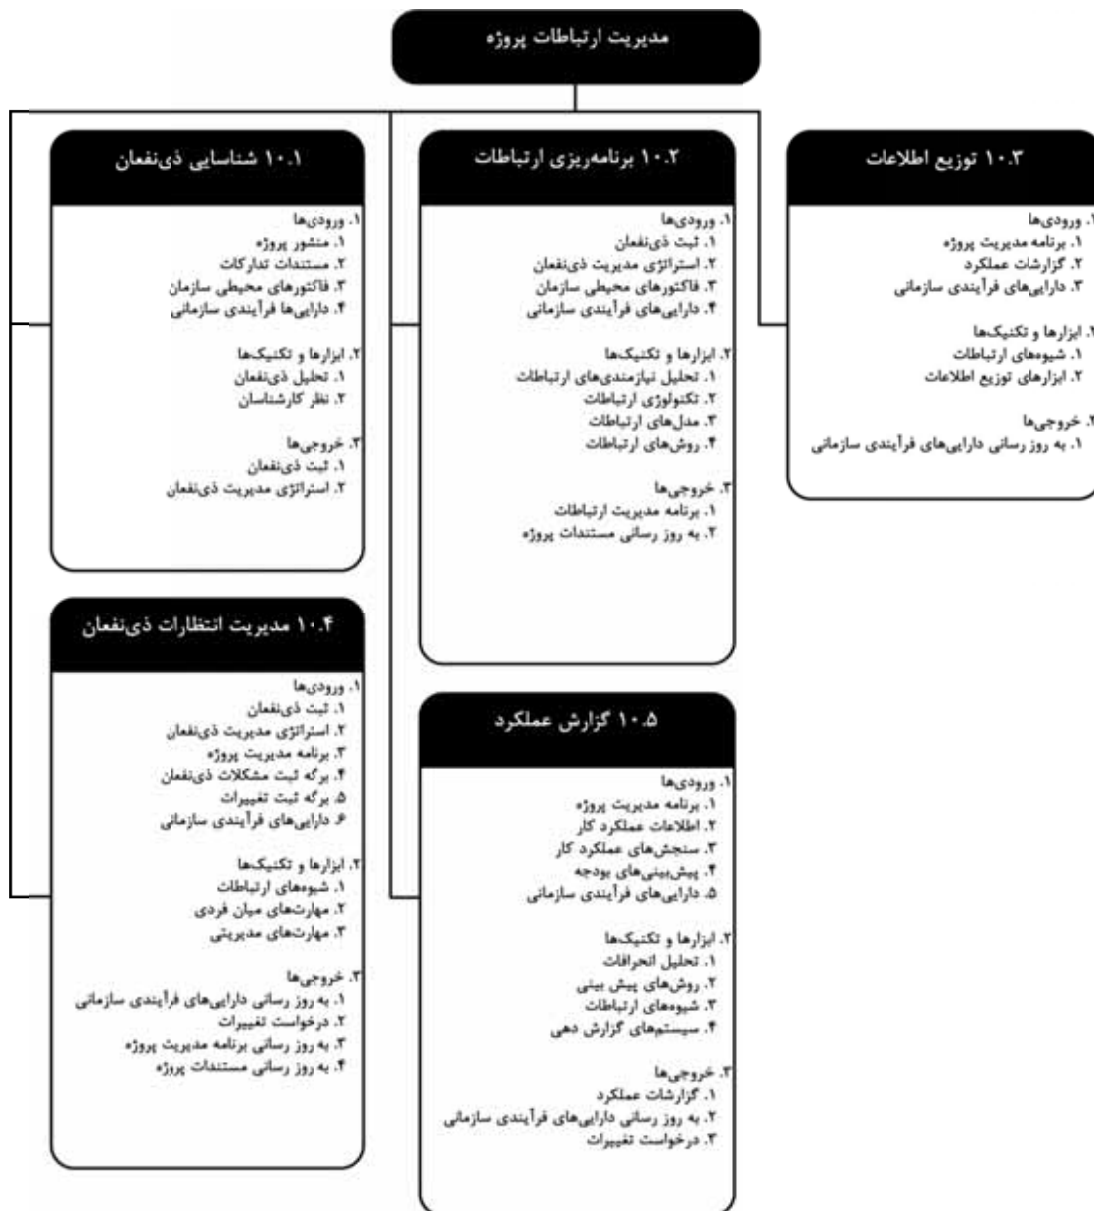 مدیریت ارتباطات پروژه
۱۰.۱ شناسایی ذی‌نفعان
۱. ورودی‌ها
۱. منشور پروژه
۲. مستندات تدارکات
۳. فاکتورهای محیطی سازمان
۴. دارایی‌ها فرآیندی سازمانی
۲. ابزارها و تکنیک‌ها
۱. تحلیل ذی‌نفعان
۲. نظر کارشناسان
۳. خروجی‌ها
۱. ثبت ذی‌نفعان
۲. استراتژی مدیریت ذی‌نفعان
۱۰.۲ برنامه‌ریزی ارتباطات
۱. ورودی‌ها
۱. ثبت ذی‌نفعان
۲. استراتژی مدیریت ذی‌نفعان
۳. فاکتورهای محیطی سازمان
۴. دارایی‌های فرآیندی سازمانی
۲. ابزارها و تکنیک‌ها
۱. تحلیل نیازمندی‌های ارتباطات
۲. تکنولوژی ارتباطات
۳. مدل‌های ارتباطات
۴. روش‌های ارتباطات
۳. خروجی‌ها
۱. برنامه مدیریت ارتباطات
۲. به روز رسانی مستندات پروژه
۱۰.۳ توزیع اطلاعات
۱. ورودی‌ها
۱. برنامه مدیریت پروژه
۲. گزارشات عملکرد
۳. دارایی‌های فرآیندی سازمانی
۲. ابزارها و تکنیک‌ها
۱. شیوه‌های ارتباطات
۲. ابزارهای توزیع اطلاعات
۳. خروجی‌ها
۱. به روز رسانی دارایی‌های فرآیندی سازمانی
۱۰.۴ مدیریت انتظارات ذی‌نفعان
۱. ورودی‌ها
۱. ثبت ذی‌نفعان
۲. استراتژی مدیریت ذی‌نفعان
۳. برنامه مدیریت پروژه
۴. برگه ثبت مشکلات ذی‌نفعان
۵. برگه ثبت تغییرات
۶. دارایی‌های فرآیندی سازمانی
۲. ابزارها و تکنیک‌ها
۱. شیوه‌های ارتباطات
۲. مهارت‌های میان فردی
۳. مهارت‌های مدیریتی
۳. خروجی‌ها
۱. به روز رسانی دارایی‌های فرآیندی سازمانی
۲. درخواست تغییرات
۳. به روز رسانی برنامه مدیریت پروژه
۴. به روز رسانی مستندات پروژه
۱۰.۵ گزارش عملکرد
۱. ورودی‌ها
۱. برنامه مدیریت پروژه
۲. اطلاعات عملکرد کار
۳. سنجش‌های عملکرد کار
۴. پیش‌بینی‌های بودجه
۵. دارایی‌های فرآیندی سازمانی
۲. ابزارها و تکنیک‌ها
۱. تحلیل انحرافات
۲. روش‌های پیش بینی
۳. شیوه‌های ارتباطات
۴. سیستم‌های گزارش دهی
۳. خروجی‌ها
۱. گزارشات عملکرد
۲. به روز رسانی دارایی‌های فرآیندی سازمانی
۳. درخواست تغییرات